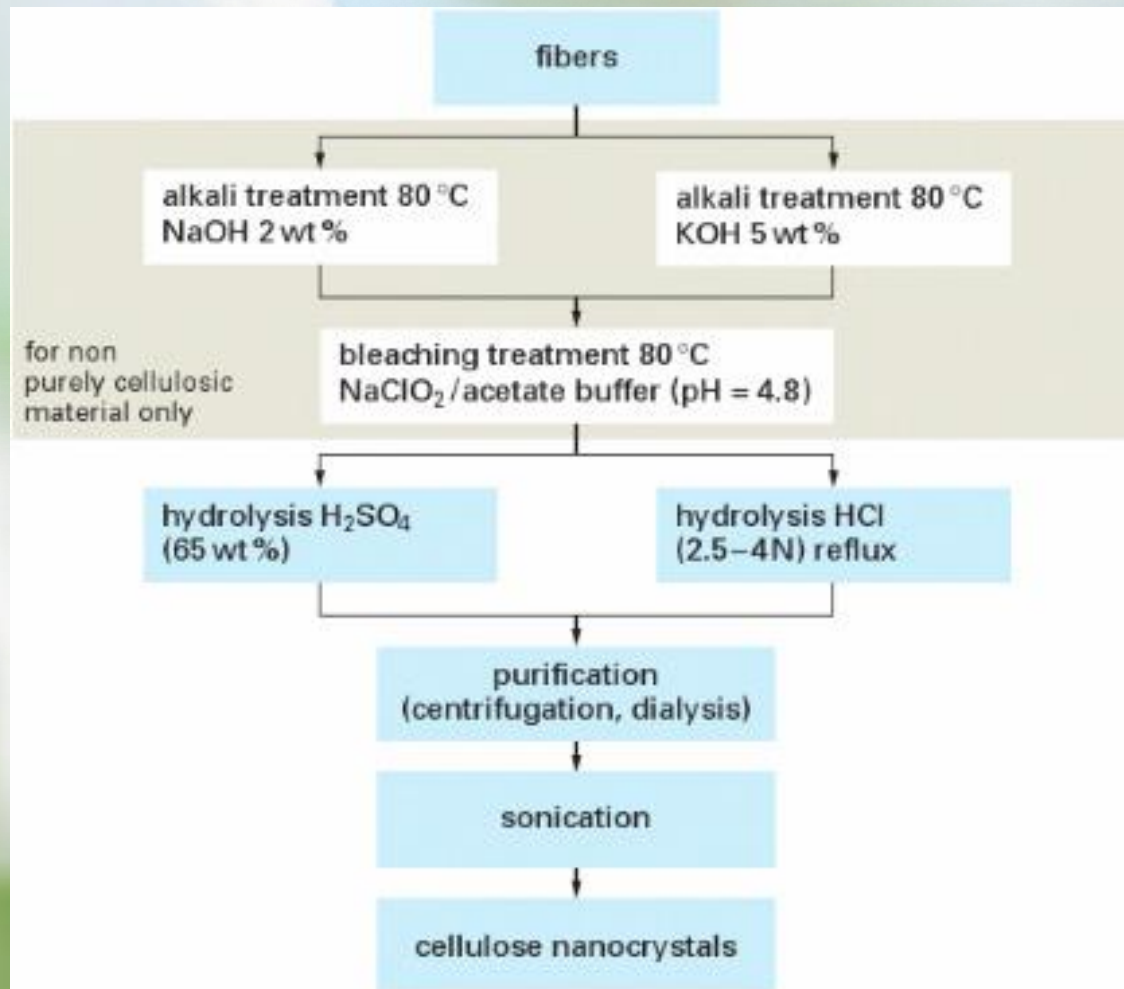 fibers
alkali treatment 80 °C
NaOH 2 wt %
alkali treatment 80 °C
KOH 5 wt %
for non
purely cellulosic
material only
bleaching treatment 80 °C
NaClO₂/acetate buffer (pH = 4.8)
hydrolysis H₂SO₄
(65 wt %)
hydrolysis HCl
(2.5–4N) reflux
purification
(centrifugation, dialysis)
sonication
cellulose nanocrystals